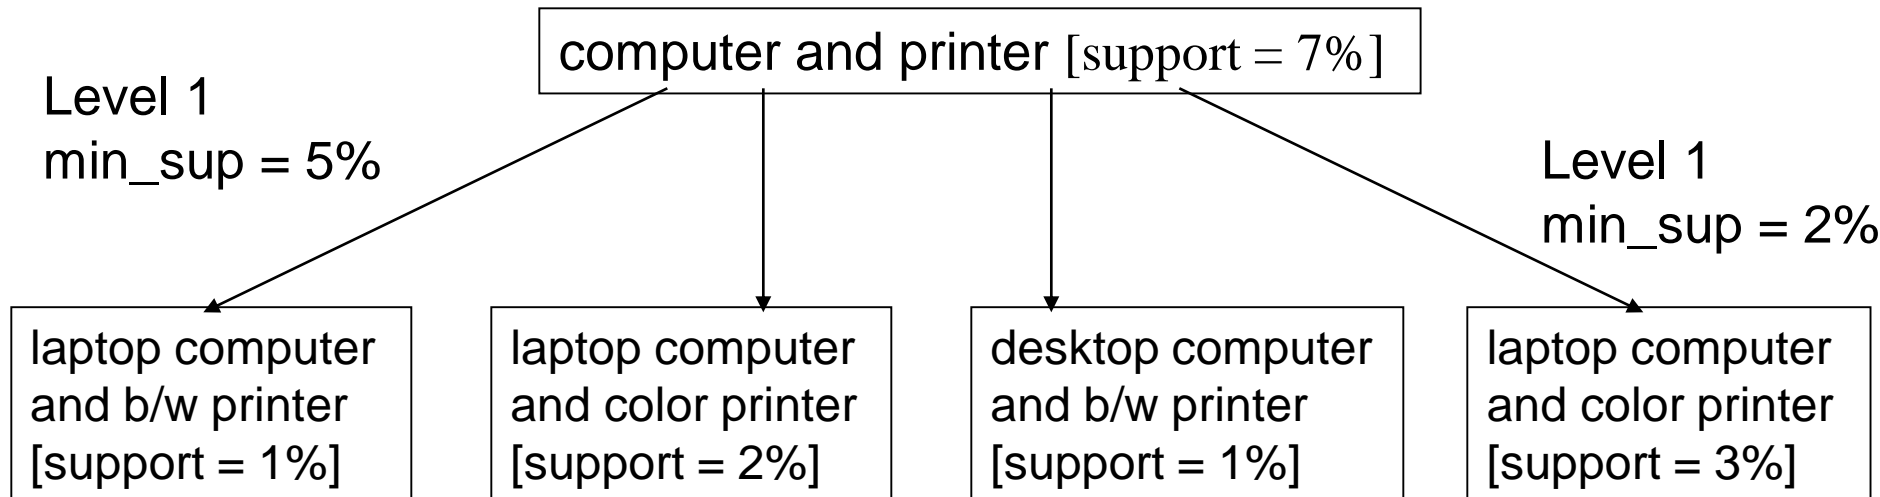 computer and printer [support = 7%]
Level 1
min_sup = 5%
Level 1
min_sup = 2%
laptop computer
and b/w printer
[support = 1%]
laptop computer
and color printer
[support = 2%]
desktop computer
and b/w printer
[support = 1%]
laptop computer
and color printer
[support = 3%]